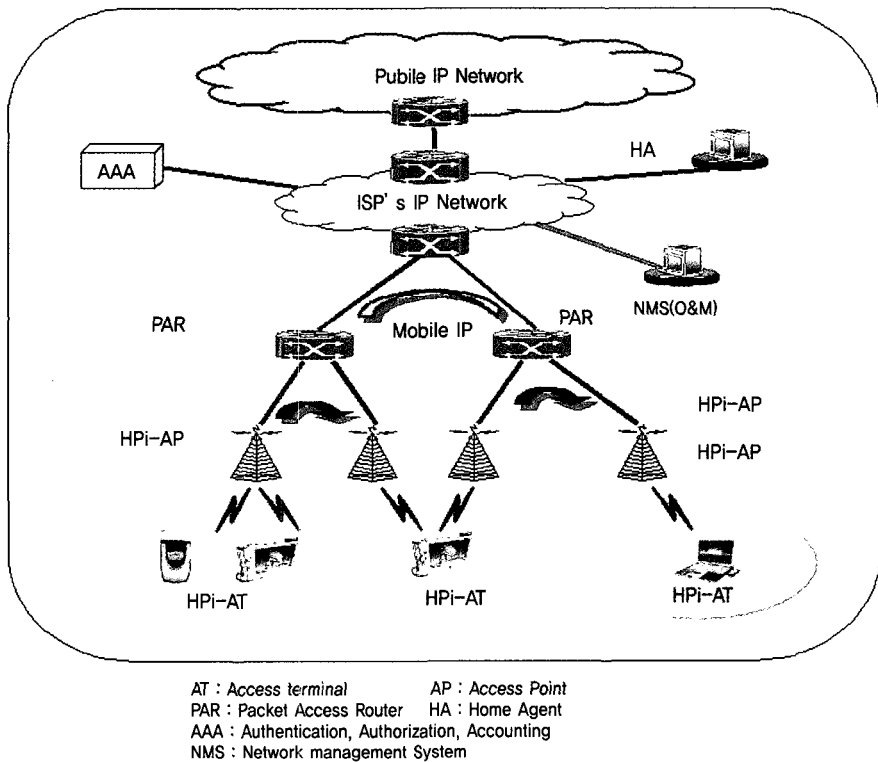 Pubile IP Network
AAA
HA
ISP' s IP Network
NMS(O&M)
PAR
Mobile IP
PAR
HPi-AP
HPi-AP
HPi-AP
HPi-AT
HPi-AT
HPi-AT
AT : Access terminal AP : Access Point
PAR : Packet Access Router HA : Home Agent
AAA : Authentication, Authorization, Accounting
NMS : Network management System